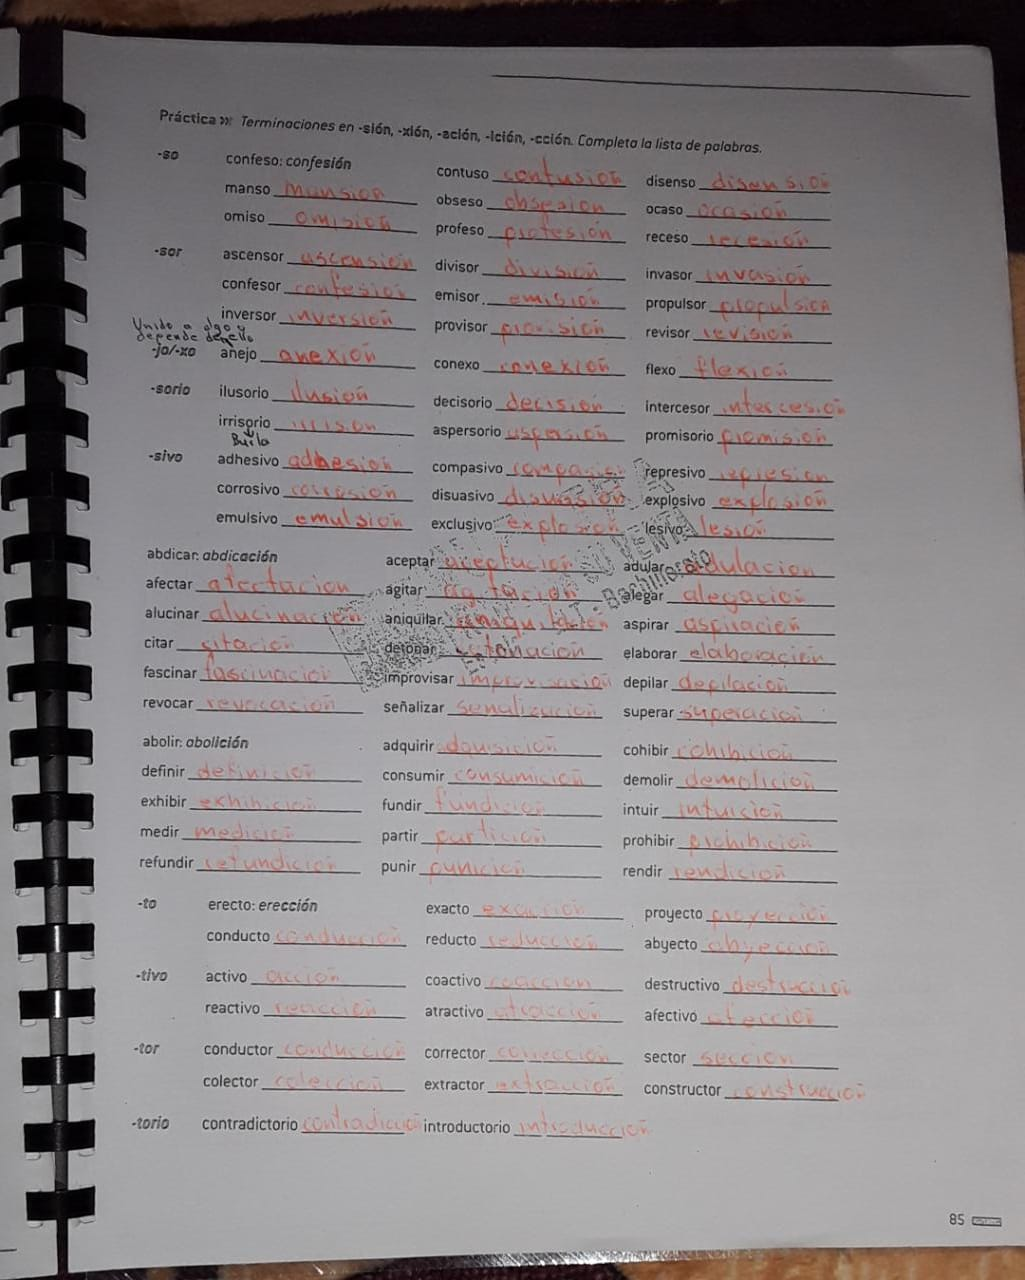 Práctica »» Terminaciones en -sión, -xión, -ación, -ición, -cción. Completa la lista de palabras.
-so confeso: confesión contuso contusión disenso disensión
manso mansión obseso obsesión ocaso ocasión
omiso omisión profeso profesión receso recesión
-sor ascensor ascensión divisor división invasor invasión
confesor confesión emisor emisión propulsor propulsión
inversor inversión provisor provisión revisor revisión
Unido a algo y
depende de ello
-jo/-xo anejo anexión conexo conexión flexo flexión
-sorio ilusorio ilusión decisorio decisión intercesor intercesión
irrisorio irrisión aspersorio aspersión promisorio promisión
Burla
-sivo adhesivo adhesión compasivo compasión represivo represión
corrosivo corrosión disuasivo disuasión explosivo explosión
emulsivo emulsión exclusivo explosión lesivo lesión
abdicar: abdicación aceptar aceptación adular adulación
afectar afectacion agitar agitación alegar alegación
alucinar alucinación aniquilar aniquilación aspirar aspiración
citar sitación detonar detonación elaborar elaboración
fascinar fascinación improvisar improvisación depilar depilación
revocar revocación señalizar senalización superar superación
abolir: abolición adquirir adquisición cohibir cohibición
definir definición consumir consumición demolir demolición
exhibir exhibición fundir fundición intuir intuición
medir medición partir partición prohibir prohibición
refundir refundición punir punición rendir rendición
-to erecto: erección exacto exacción proyecto proyección
conducto conducción reducto reducción abyecto abyección
-tivo activo acción coactivo coacción destructivo destrucción
reactivo reacción atractivo atracción afectivo afección
-tor conductor conducción corrector corrección sector sección
colector colección extractor extracción constructor construcción
-torio contradictorio introductorio introducción
85